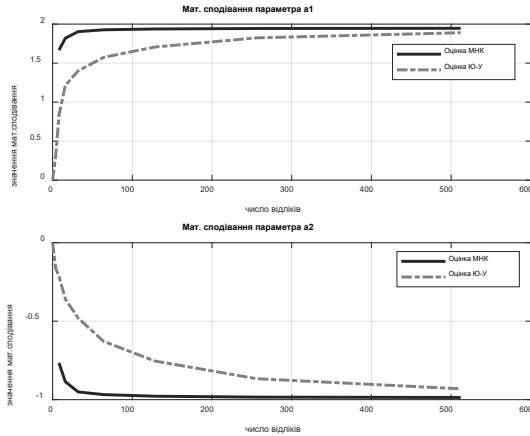 Мат. сподівання параметра a1
значення мат.сподівання
2
1.5
1
0.5
0
Оцінка МНК
Оцінка Ю-У
0 100 200 300 400 500 600
число відліків
Мат. сподівання параметра a2
значення мат.сподівання
0
-0.5
-1
Оцінка МНК
Оцінка Ю-У
0 100 200 300 400 500 600
число відліків